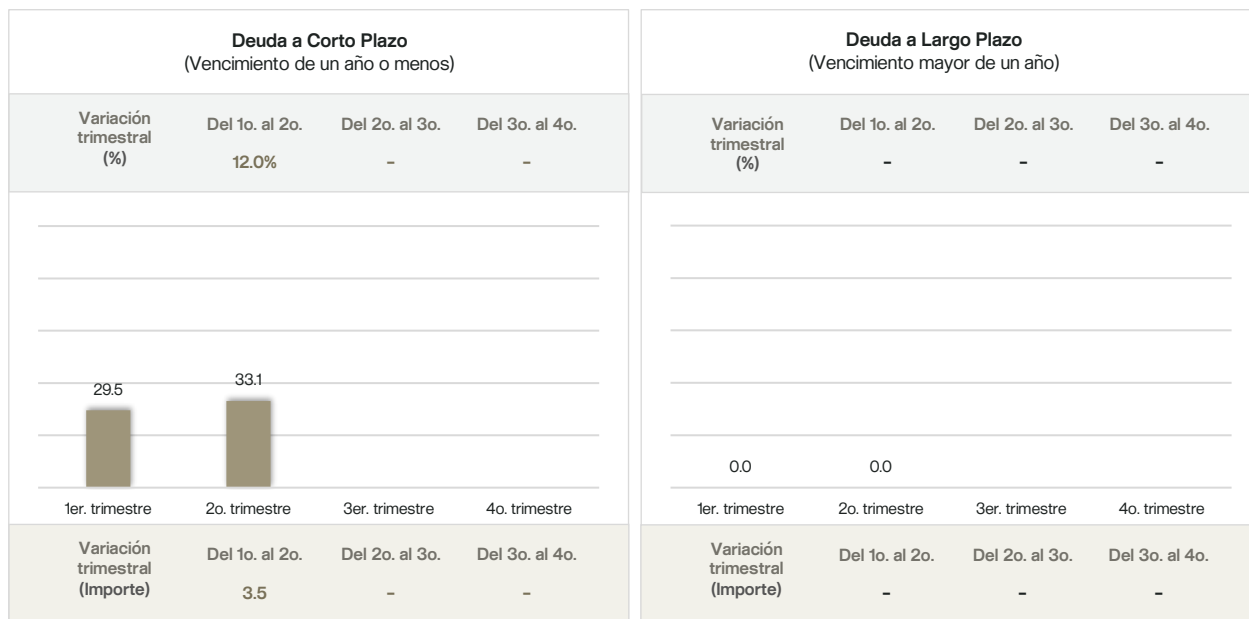 Deuda a Corto Plazo
(Vencimiento de un año o menos)
Variación
trimestral
(%)
Del 1o. al 2o.
Del 2o. al 3o.
Del 3o. al 4o.
12.0%
-
-
29.5
33.1
1er. trimestre
2o. trimestre
3er. trimestre
4o. trimestre
Variación
trimestral
(Importe)
Del 1o. al 2o.
Del 2o. al 3o.
Del 3o. al 4o.
3.5
-
-
Deuda a Largo Plazo
(Vencimiento mayor de un año)
Variación
trimestral
(%)
Del 1o. al 2o.
Del 2o. al 3o.
Del 3o. al 4o.
-
-
-
0.0
0.0
1er. trimestre
2o. trimestre
3er. trimestre
4o. trimestre
Variación
trimestral
(Importe)
Del 1o. al 2o.
Del 2o. al 3o.
Del 3o. al 4o.
-
-
-